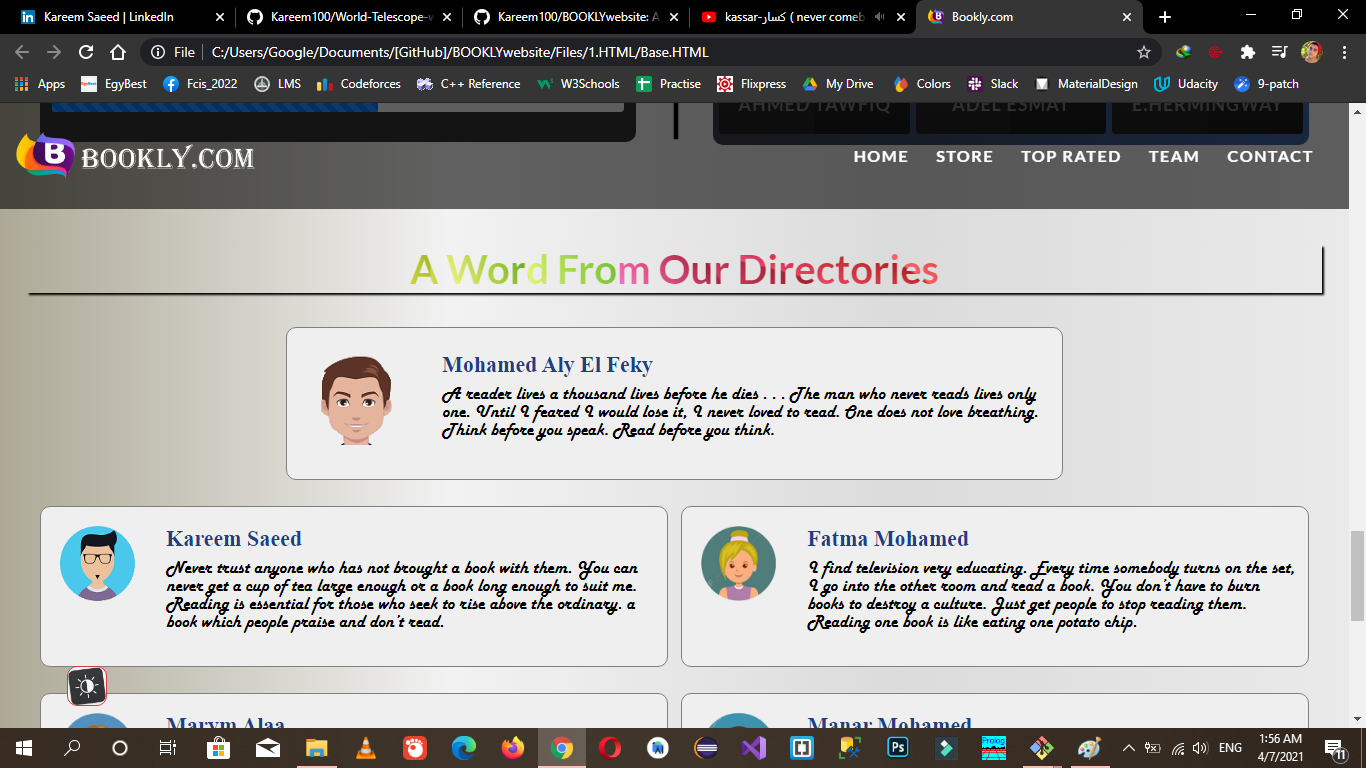 Kareem Saeed | LinkedIn
Kareem100/World-Telescope-w
Kareem100/BOOKLYwebsite: A
kassar-كسار ( never comeb
Bookly.com
File
C:/Users/Google/Documents/[GitHub]/BOOKLYwebsite/Files/1.HTML/Base.HTML
Apps
EgyBest
EgyBest
Fcis_2022
LMS
Codeforces
C++ Reference
W3Schools
Practise
Flixpress
My Drive
Colors
Slack
MaterialDesign
Udacity
9-patch
AHMED TAWFIQ
ADEL ESMAT
E:HERMINGWAY
B BOOKLY.COM
HOME
STORE
TOP RATED
TEAM
CONTACT
A Word From Our Directories
Mohamed Aly El Feky
A reader lives a thousand lives before he dies . . . The man who never reads lives only
one. Until I feared I would lose it, I never loved to read. One does not love breathing.
Think before you speak. Read before you think.
Kareem Saeed
Never trust anyone who has not brought a book with them. You can
never get a cup of tea large enough or a book long enough to suit me.
Reading is essential for those who seek to rise above the ordinary. a
book which people praise and don't read.
Fatma Mohamed
I find television very educating. Every time somebody turns on the set,
I go into the other room and read a book. You don't have to burn
books to destroy a culture. Just get people to stop reading them.
Reading one book is like eating one potato chip.
Marym Alaa
Manar Mohamed
Ps
Prolog
ENG
1:56 AM
4/7/2021
11